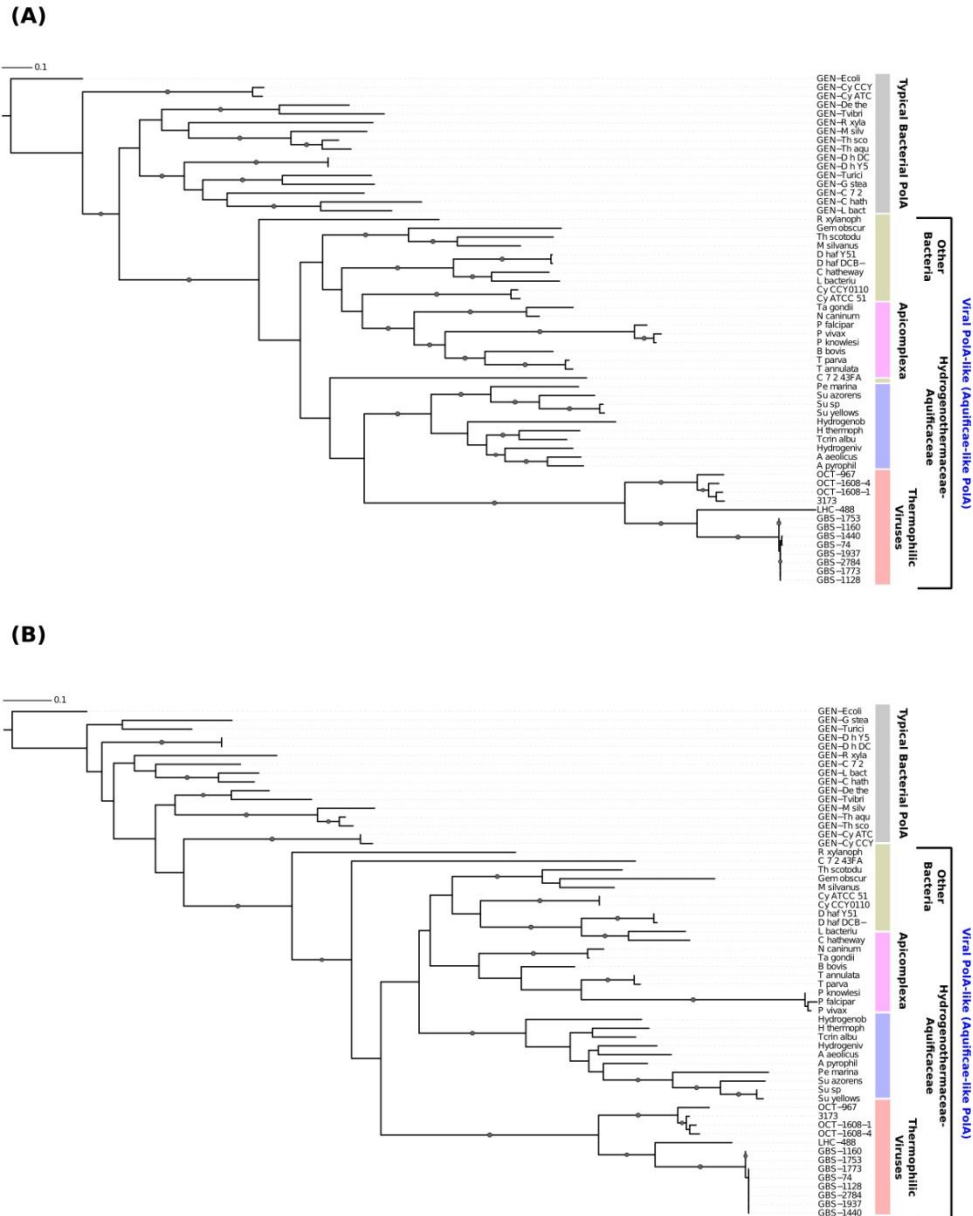 (A)
0.1
GEN-Ecoli
GEN-Cy CCY
GEN-Cy ATC
GEN-De the
GEN-Tvibri
GEN-R xyla
GEN-M silv
GEN-Th sco
GEN-Th aqu
GEN-D h DC
GEN-D h Y5
GEN-Turici
GEN-G stea
GEN-C 7 2
GEN-C hath
GEN-L bact
R xylanoph
Gem obscur
Th scotodu
M silvanus
D haf Y51
D haf DCB-
C hatheway
L bacteriu
Cy CCY0110
Cy ATCC 51
Ta gondii
N caninum
P falcipar
P vivax
P knowlesi
B bovis
T parva
T annulata
C 7 2 43FA
Pe marina
Su azorens
Su sp
Su yellows
Hydrogenob
H thermoph
Tcrin albu
Hydrogeniv
A aeolicus
A pyrophil
OCT-967
OCT-1608-4
OCT-1608-1
3173
LHC-488
GBS-1753
GBS-1160
GBS-1440
GBS-74
GBS-1937
GBS-2784
GBS-1773
GBS-1128
Typical Bacterial PolA
Other
Bacteria
Apicomplexa
Hydrogenothermaceae-
Aquificaceae
Thermophilic
Viruses
Viral PolA-like (Aquificae-like PolA)
(B)
0.1
GEN-Ecoli
GEN-G stea
GEN-Turici
GEN-D h Y5
GEN-D h DC
GEN-R xyla
GEN-C 7 2
GEN-L bact
GEN-C hath
GEN-De the
GEN-Tvibri
GEN-M silv
GEN-Th aqu
GEN-Th sco
GEN-Cy ATC
GEN-Cy CCY
R xylanoph
C 7 2 43FA
Th scotodu
Gem obscur
M silvanus
Cy ATCC 51
Cy CCY0110
D haf Y51
D haf DCB-
L bacteriu
C hatheway
N caninum
Ta gondii
B bovis
T annulata
T parva
P knowlesi
P falcipar
P vivax
Hydrogenob
H thermoph
Tcrin albu
Hydrogeniv
A aeolicus
A pyrophil
Pe marina
Su azorens
Su sp
Su yellows
OCT-967
3173
OCT-1608-1
OCT-1608-4
LHC-488
GBS-1160
GBS-1753
GBS-1773
GBS-74
GBS-1128
GBS-2784
GBS-1937
GBS-1440
Typical Bacterial PolA
Other
Bacteria
Apicomplexa
Hydrogenothermaceae-
Aquificaceae
Thermophilic
Viruses
Viral PolA-like (Aquificae-like PolA)